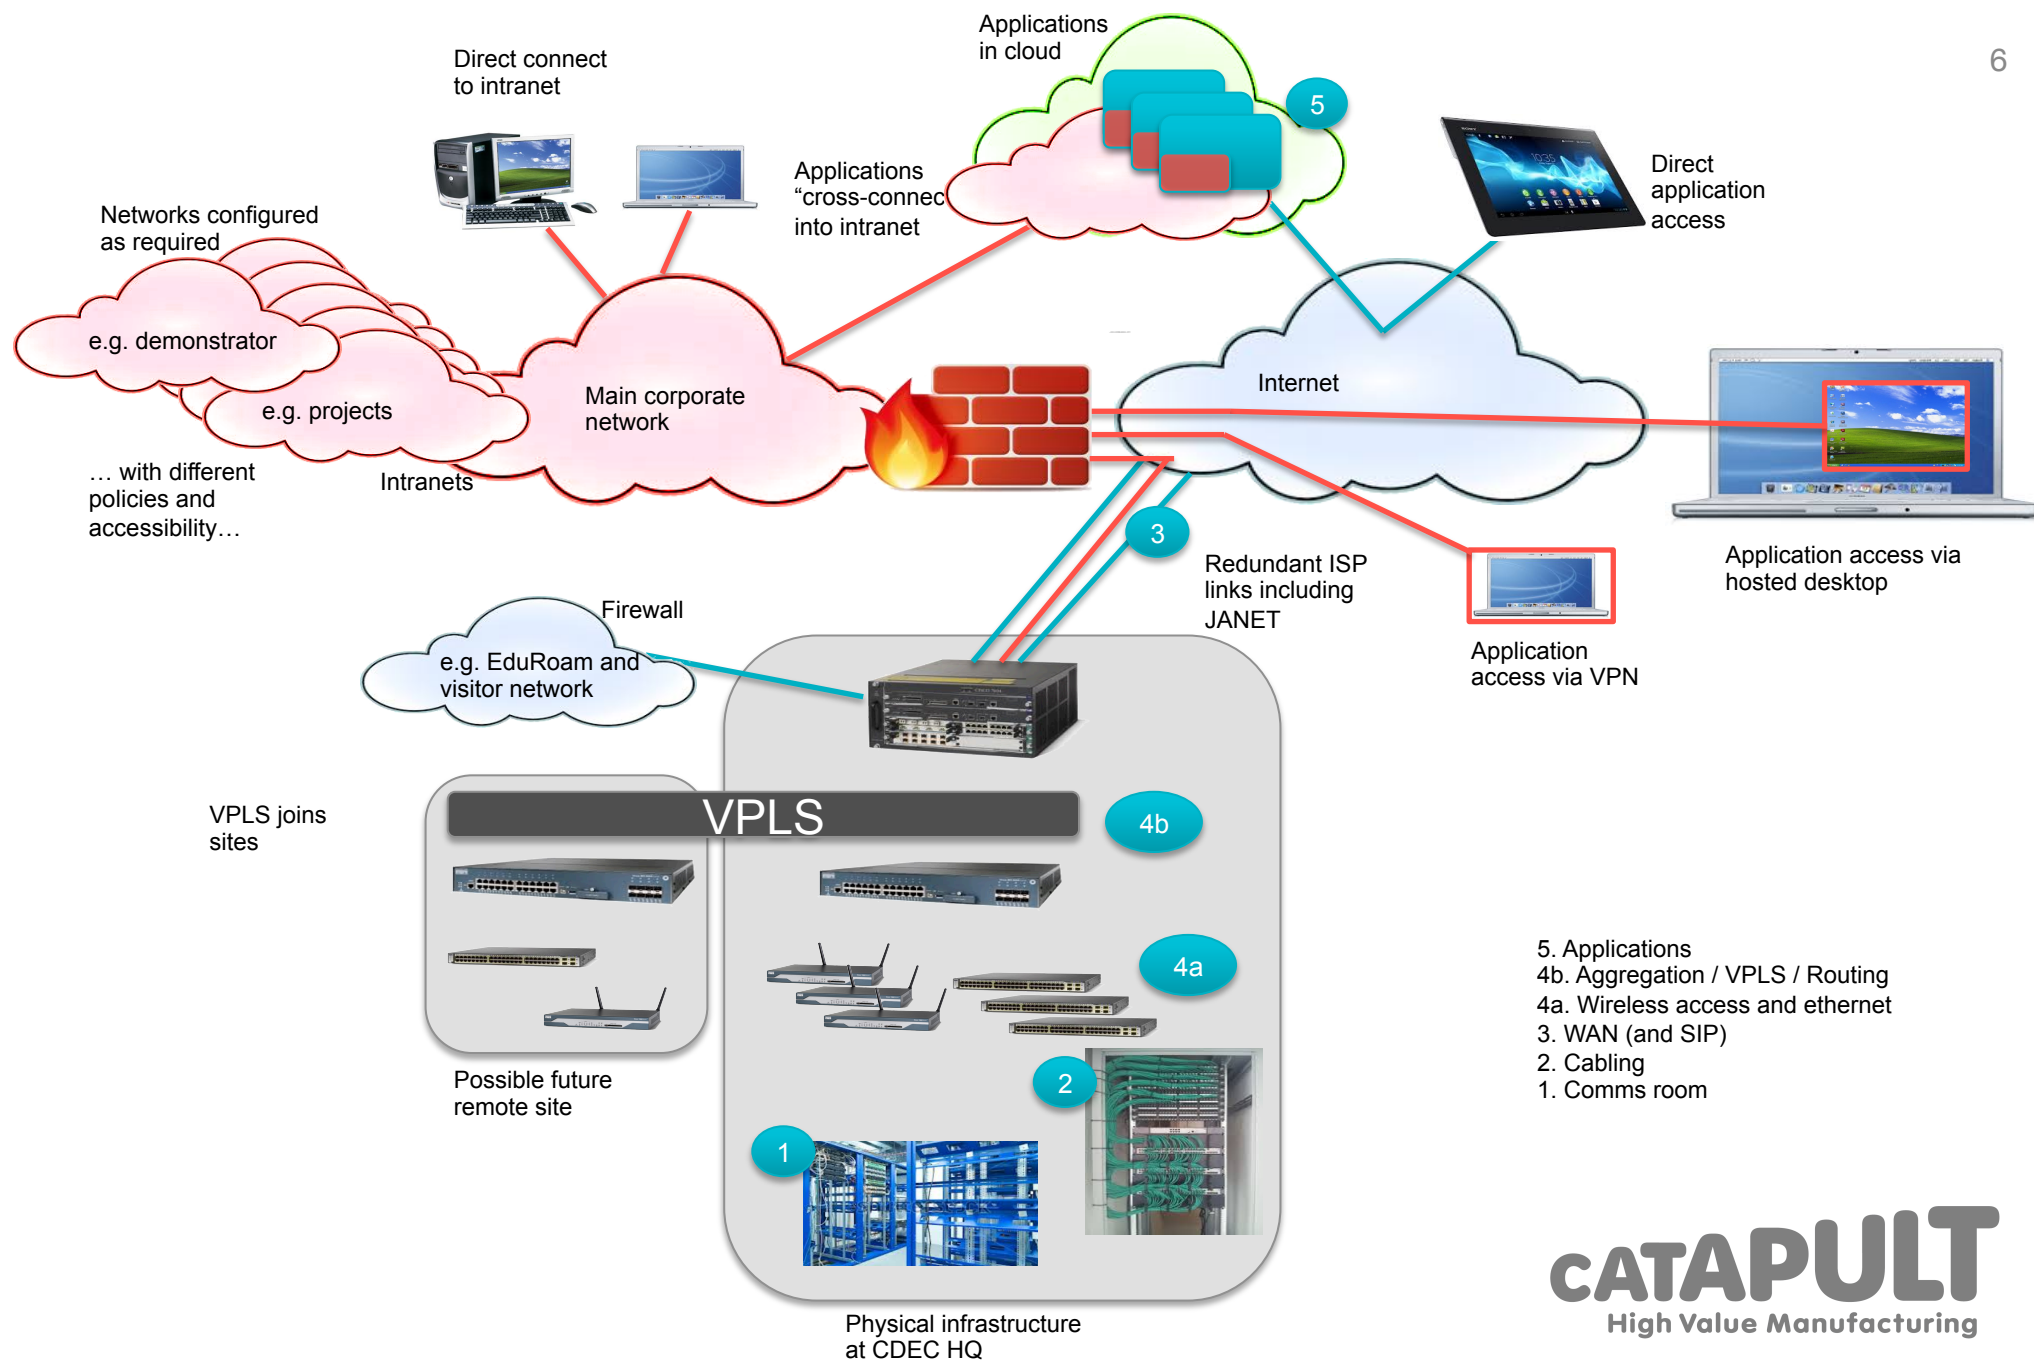 6
Applications
in cloud
Direct connect
to intranet
5
Applications
“cross-connec
into intranet
Direct
application
access
Networks configured
as required
e.g. demonstrator
e.g. projects
Main corporate
network
Internet
… with different
policies and
accessibility…
Intranets
3
Redundant ISP
links including
JANET
Application access via
hosted desktop
Firewall
e.g. EduRoam and
visitor network
Application
access via VPN
VPLS joins
sites
VPLS
4b
4a
Possible future
remote site
2
1
5. Applications
4b. Aggregation / VPLS / Routing
4a. Wireless access and ethernet
3. WAN (and SIP)
2. Cabling
1. Comms room
Physical infrastructure
at CDEC HQ
CATAPULT
High Value Manufacturing